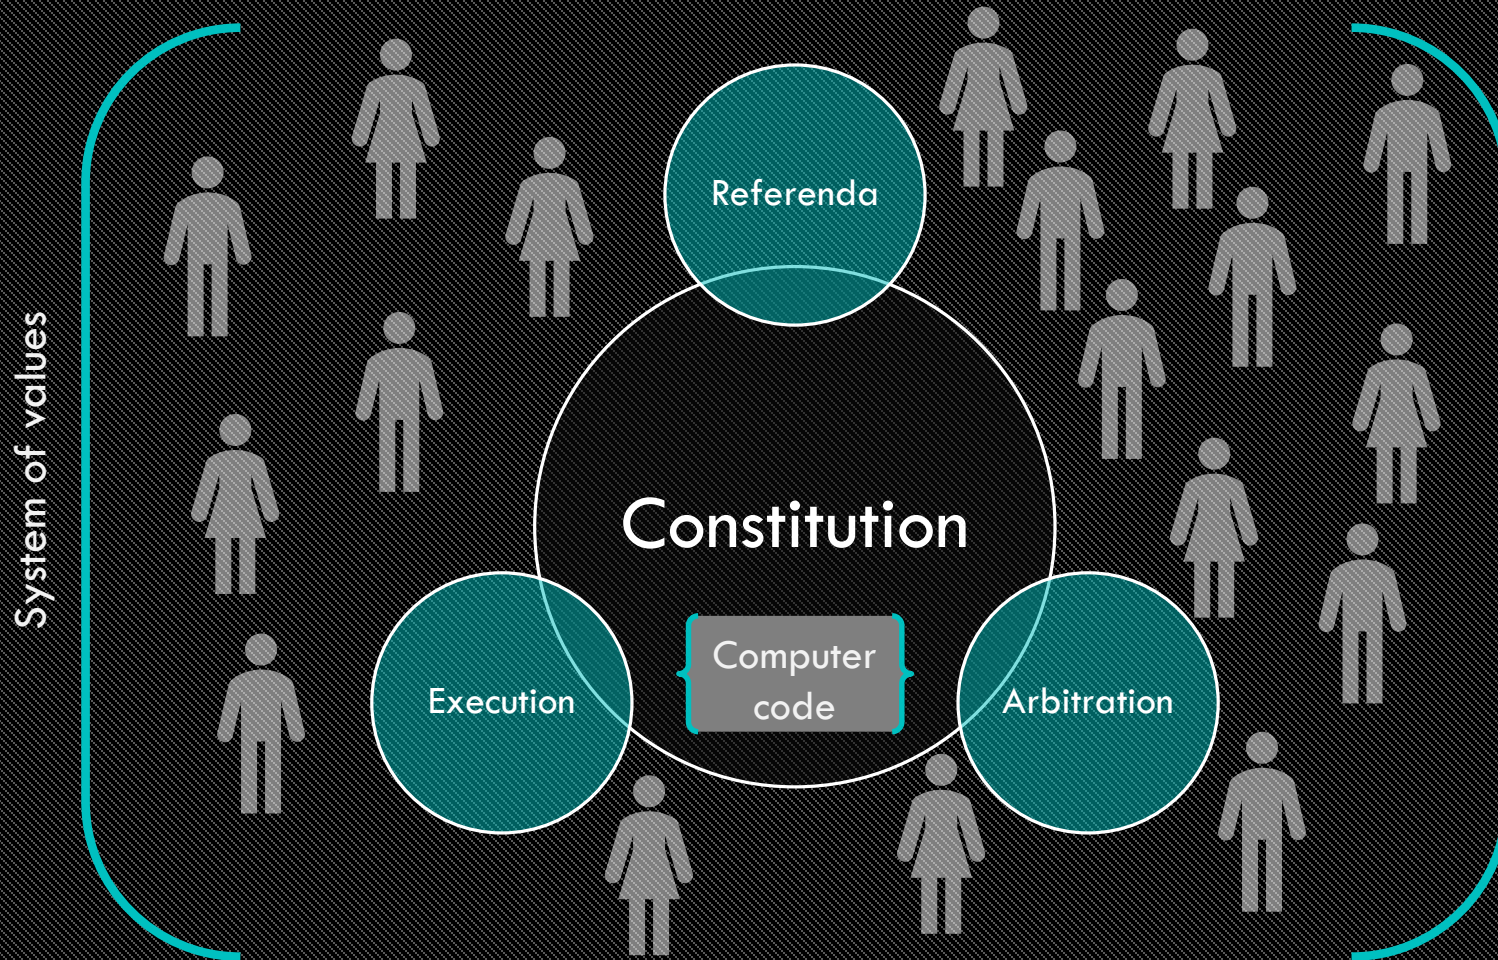 System of values
Referenda
Constitution
Computer
code
Execution
Arbitration